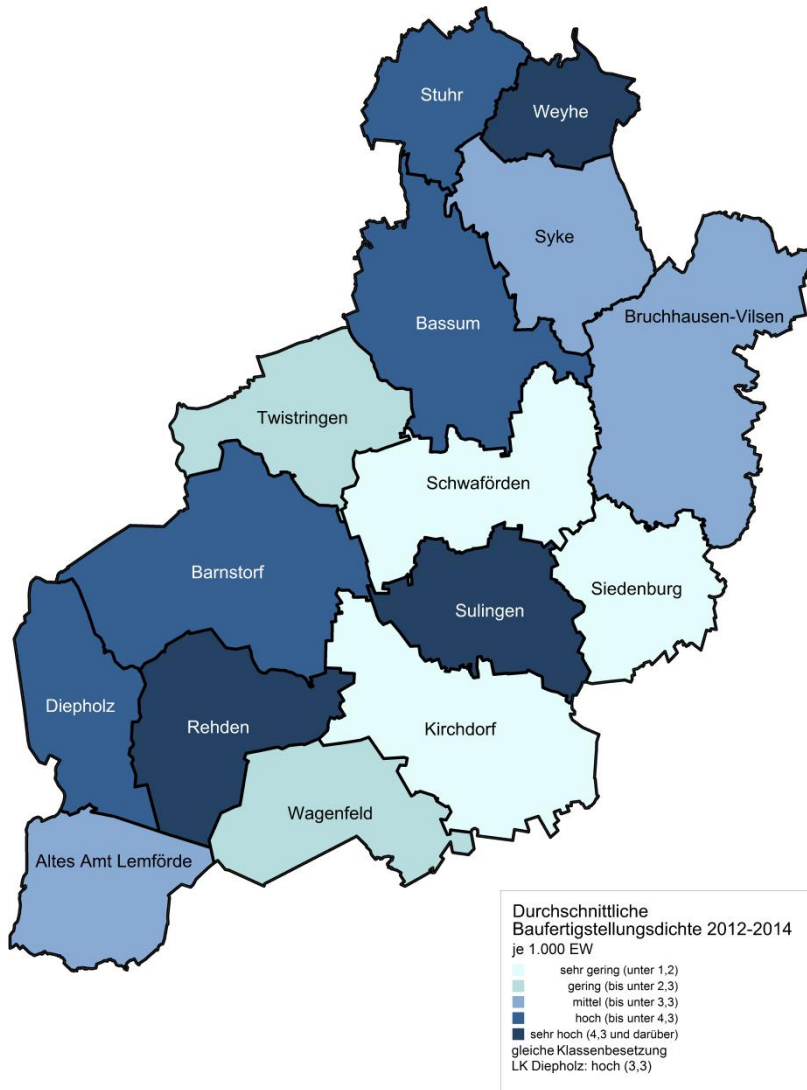 Stuhr
Weyhe
Syke
Bruchhausen-Vilsen
Bassum
Twistringen
Schwaförden
Barnstorf
Siedenburg
Sulingen
Diepholz
Rehden
Kirchdorf
Wagenfeld
Altes Amt Lemförde
Durchschnittliche
Baufertigstellungsdichte 2012-2014
je 1.000 EW
sehr gering (unter 1,2)
gering (bis unter 2,3)
mittel (bis unter 3,3)
hoch (bis unter 4,3)
sehr hoch (4,3 und darüber)
gleiche Klassenbesetzung
LK Diepholz: hoch (3,3)